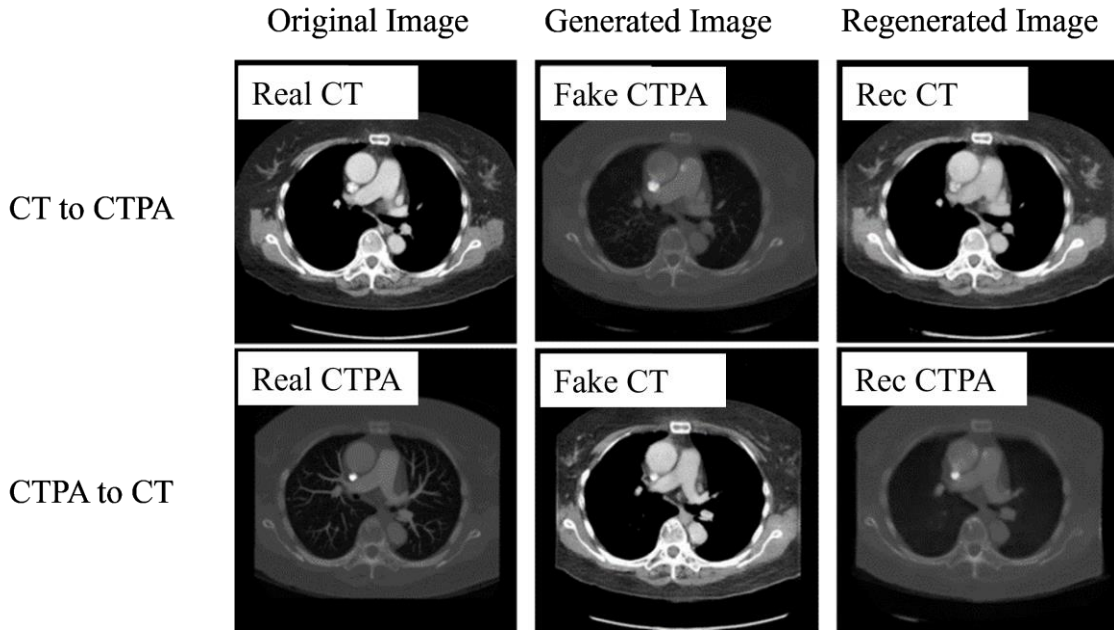 Original Image
Generated Image
Regenerated Image
CT to CTPA
Real CT
Fake CTPA
Rec CT
CTPA to CT
Real CTPA
Fake CT
Rec CTPA